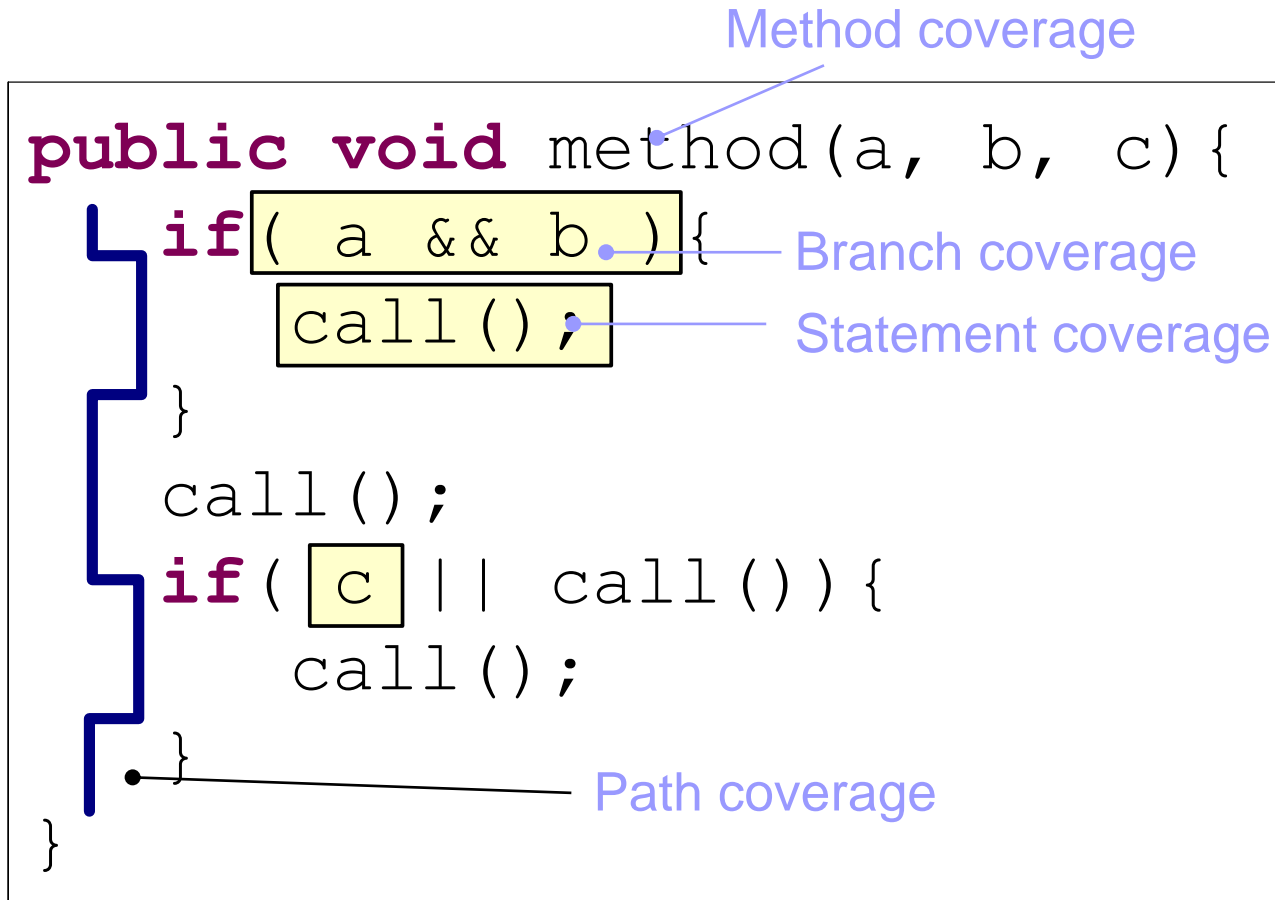 Method coverage
public void method(a, b, c){
if( a && b ){
Branch coverage
call();
Statement coverage
}
call();
if( c || call()){
call();
}
Path coverage
}